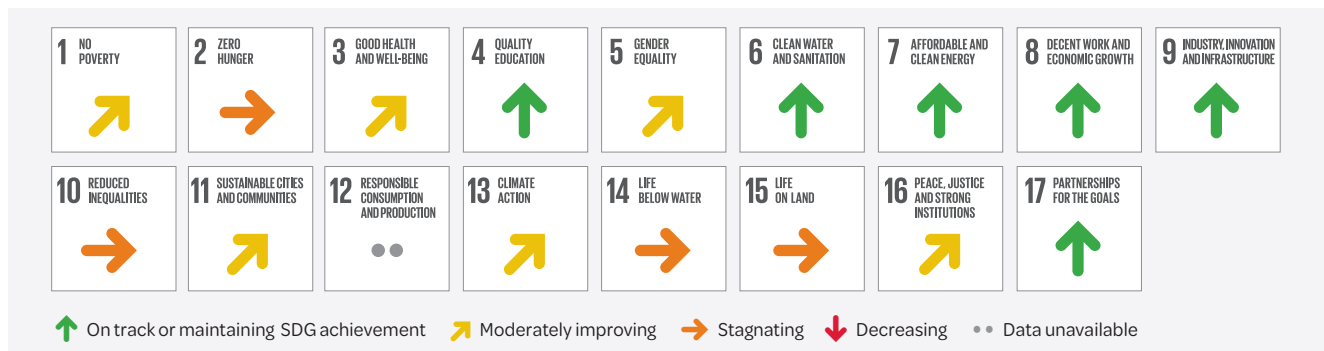 1 NO
POVERTY
2 ZERO
HUNGER
3 GOOD HEALTH
AND WELL-BEING
4 QUALITY
EDUCATION
5 GENDER
EQUALITY
6 CLEAN WATER
AND SANITATION
7 AFFORDABLE AND
CLEAN ENERGY
8 DECENT WORK AND
ECONOMIC GROWTH
9 INDUSTRY, INNOVATION
AND INFRASTRUCTURE
10 REDUCED
INEQUALITIES
11 SUSTAINABLE CITIES
AND COMMUNITIES
12 RESPONSIBLE
CONSUMPTION
AND PRODUCTION
13 CLIMATE
ACTION
14 LIFE
BELOW WATER
15 LIFE
ON LAND
16 PEACE, JUSTICE
AND STRONG
INSTITUTIONS
17 PARTNERSHIPS
FOR THE GOALS
On track or maintaining SDG achievement Moderately improving Stagnating Decreasing Data unavailable